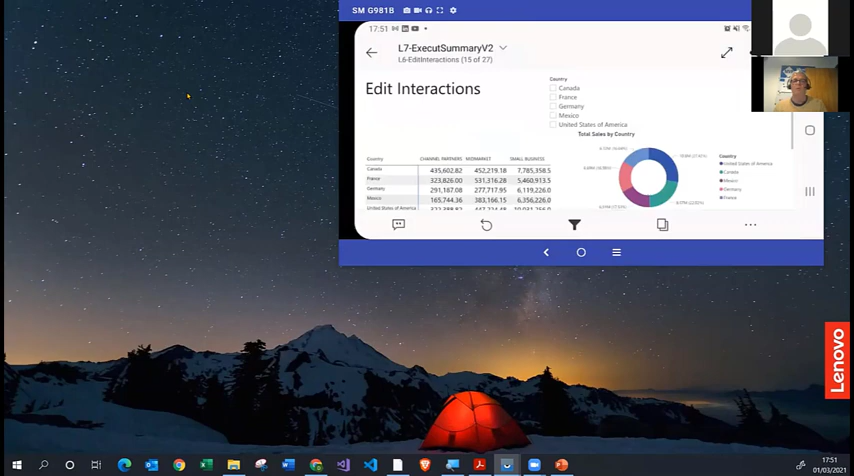 SM G981B
17:51
L7-ExecutSummaryV2
L6-EditInteractions (15 of 27)
Edit Interactions
Country
Canada
France
Germany
Mexico
United States of America
Total Sales by Country
Country
United States of America
Canada
Mexico
Germany
France
Country CHANNEL PARTNERS MIDMARKET SMALL BUSINESS
Canada 435,602.82 452,219.18 7,785,358.5
France 323,826.00 531,316.28 5,460,913.5
Germany 291,187.08 277,717.95 6,119,226.0
Mexico 165,744.36 383,166.15 6,356,226.0
United States of America
Lenovo
17:51
01/03/2021